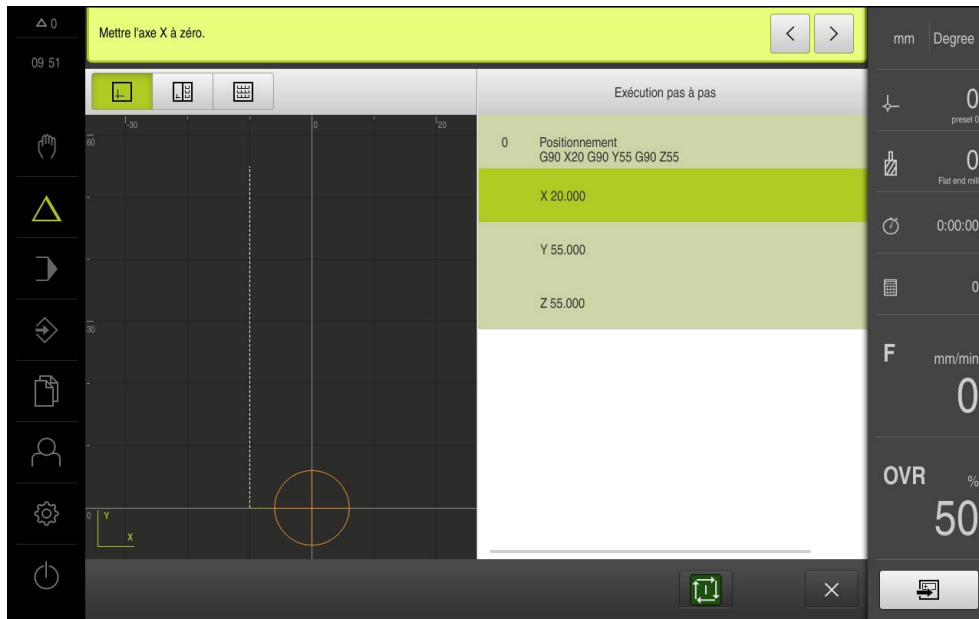 0
09 51
Mettre l'axe X à zéro.
mm Degree
-30 0 20
60
30
0 Y
X
Exécution pas à pas
0 Positionnement
G90 X20 G90 Y55 G90 Z55
X 20.000
Y 55.000
Z 55.000
0
preset 0
0
Flat end mill
0:00:00
0
F mm/min
0
OVR %
50